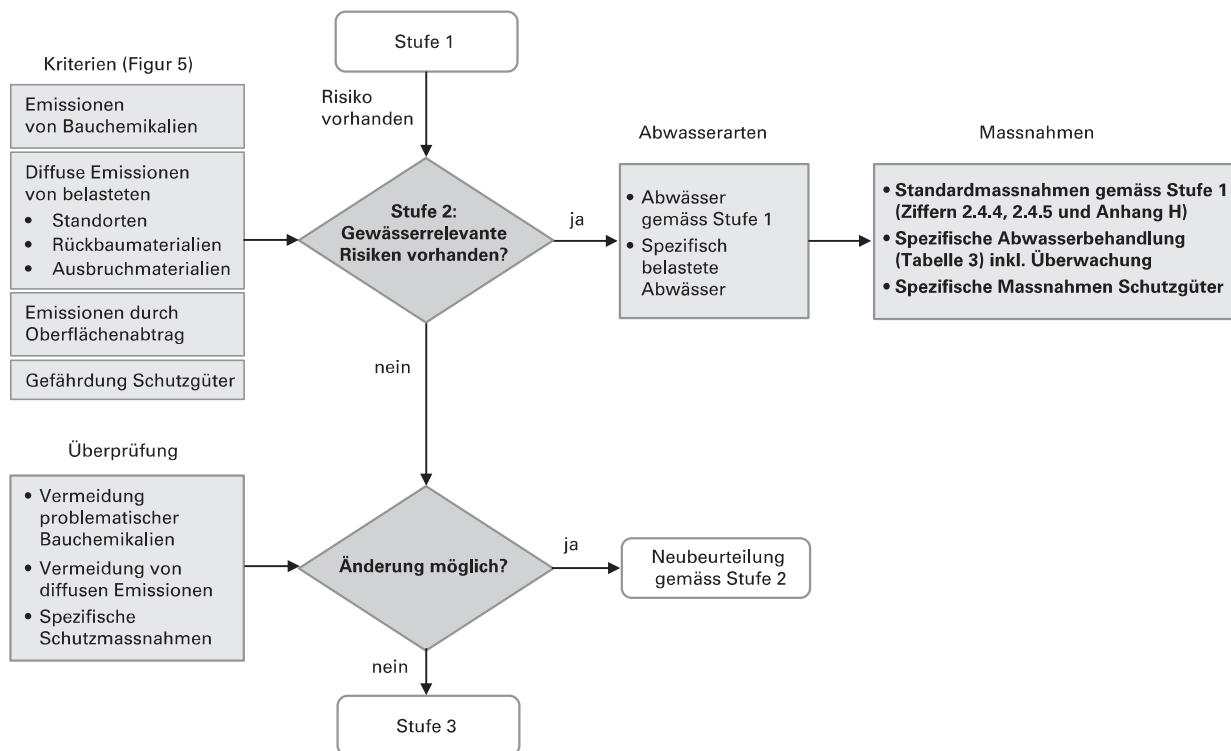 Stufe 1
Kriterien (Figur 5)
Emissionen
von Bauchemikalien
Diffuse Emissionen
von belasteten
• Standorten
• Rückbaumaterialien
• Ausbruchmaterialien
Emissionen durch
Oberflächenabtrag
Gefährdung Schutzgüter
Risiko
vorhanden
Stufe 2:
Gewässerrelevante
Risiken vorhanden?
ja
Abwasserarten
• Abwässer
gemäss Stufe 1
• Spezifisch
belastete
Abwässer
Massnahmen
• Standardmassnahmen gemäss Stufe 1
(Ziffern 2.4.4, 2.4.5 und Anhang H)
• Spezifische Abwasserbehandlung
(Tabelle 3) inkl. Überwachung
• Spezifische Massnahmen Schutzgüter
nein
Überprüfung
• Vermeidung
problematischer
Bauchemikalien
• Vermeidung von
diffusen Emissionen
• Spezifische
Schutzmassnahmen
Änderung möglich?
ja
Neubeurteilung
gemäss Stufe 2
nein
Stufe 3